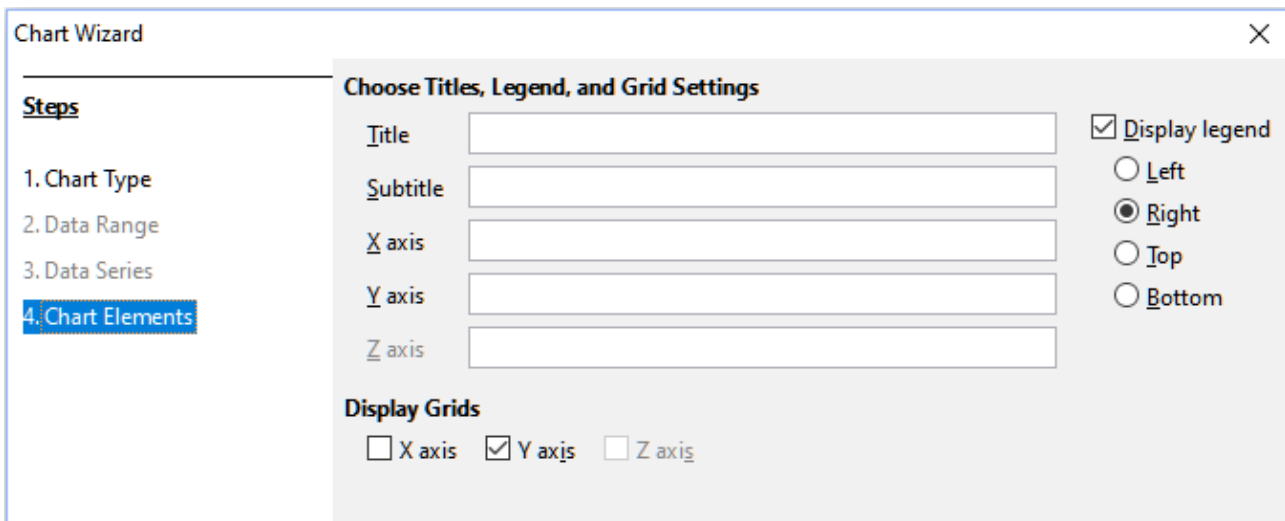 Chart Wizard
Steps
1. Chart Type
2. Data Range
3. Data Series
4. Chart Elements
Choose Titles, Legend, and Grid Settings
Title
Subtitle
X axis
Y axis
Z axis
Display legend
Left
Right
Top
Bottom
Display Grids
X axis Y axis Z axis